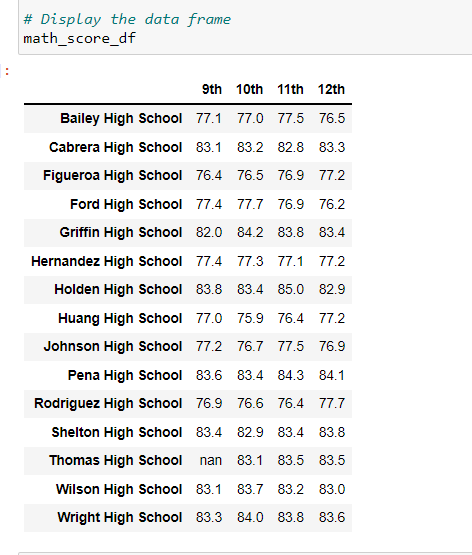 # Display the data frame
math_score_df
:
9th 10th 11th 12th
Bailey High School 77.1 77.0 77.5 76.5
Cabrera High School 83.1 83.2 82.8 83.3
Figueroa High School 76.4 76.5 76.9 77.2
Ford High School 77.4 77.7 76.9 76.2
Griffin High School 82.0 84.2 83.8 83.4
Hernandez High School 77.4 77.3 77.1 77.2
Holden High School 83.8 83.4 85.0 82.9
Huang High School 77.0 75.9 76.4 77.2
Johnson High School 77.2 76.7 77.5 76.9
Pena High School 83.6 83.4 84.3 84.1
Rodriguez High School 76.9 76.6 76.4 77.7
Shelton High School 83.4 82.9 83.4 83.8
Thomas High School nan 83.1 83.5 83.5
Wilson High School 83.1 83.7 83.2 83.0
Wright High School 83.3 84.0 83.8 83.6